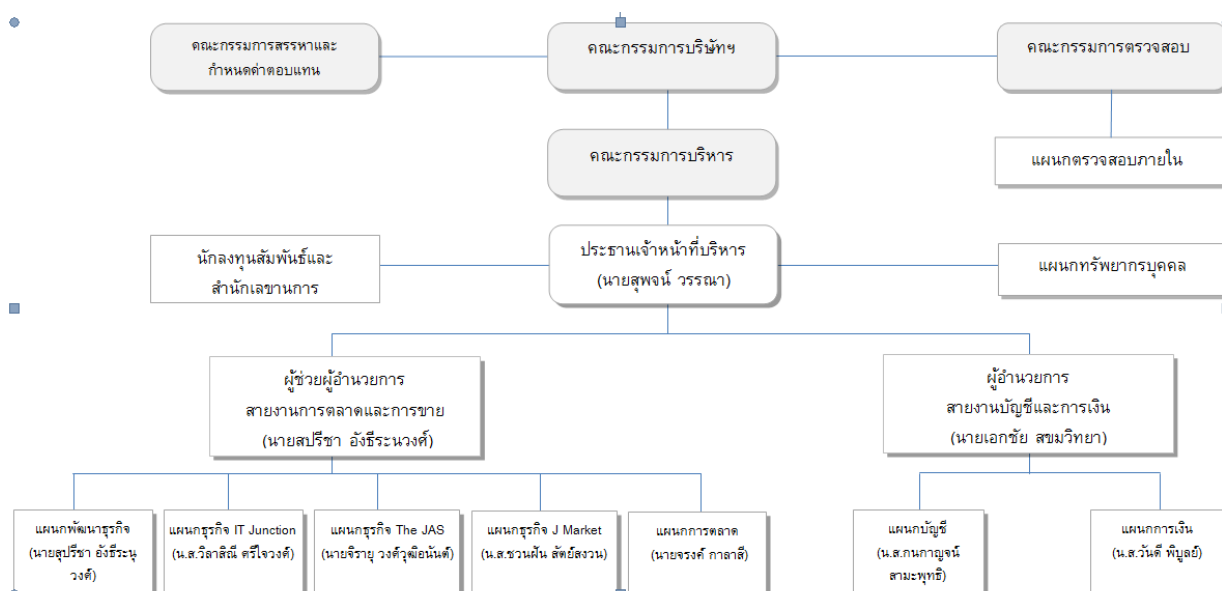 คณะกรรมการสรรหาและ
กำหนดค่าตอบแทน
คณะกรรมการบริษัทฯ
คณะกรรมการตรวจสอบ
คณะกรรมการบริหาร
แผนกตรวจสอบภายใน
นักลงทุนสัมพันธ์และ
สำนักเลขานการ
ประธานเจ้าหน้าที่บริหาร
(นายสุพจน์ วรรณา)
แผนกทรัพยากรบุคคล
ผู้ช่วยผู้อำนวยการ
สายงานการตลาดและการขาย
(นายสปรีชา อังธีระนวงศ์)
ผู้อำนวยการ
สายงานบัญชีและการเงิน
(นายเอกชัย สขมวิทยา)
แผนกพัฒนาธุรกิจ
(นายสุปรีชา อังธีระนุ
วงศ์)
แผนกธุรกิจ IT Junction
(น.ส.วิลาสิณี ศรีใจวงศ์)
แผนกธุรกิจ The JAS
(นายจิรายุ วงศ์วุฒิอนันต์)
แผนกธุรกิจ J Market
(น.ส.ชวนฝัน สัตย์สงวน)
แผนกการตลาด
(นายจรงค์ กาลาสี)
แผนกบัญชี
(น.ส.กนกาญจน์
สามะพุทธิ)
แผนกการเงิน
(น.ส.วันดี พิบูลย์)